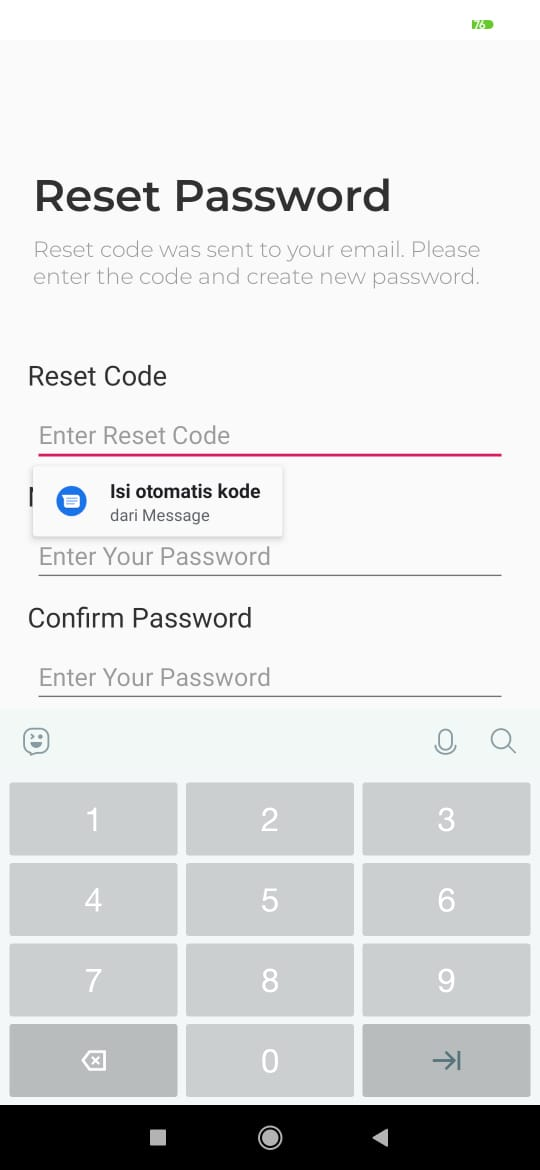 76
Reset Password
Reset code was sent to your email. Please
enter the code and create new password.
Reset Code
Enter Reset Code
Isi otomatis kode
dari Message
Enter Your Password
Confirm Password
Enter Your Password
1 2 3
4 5 6
7 8 9
0